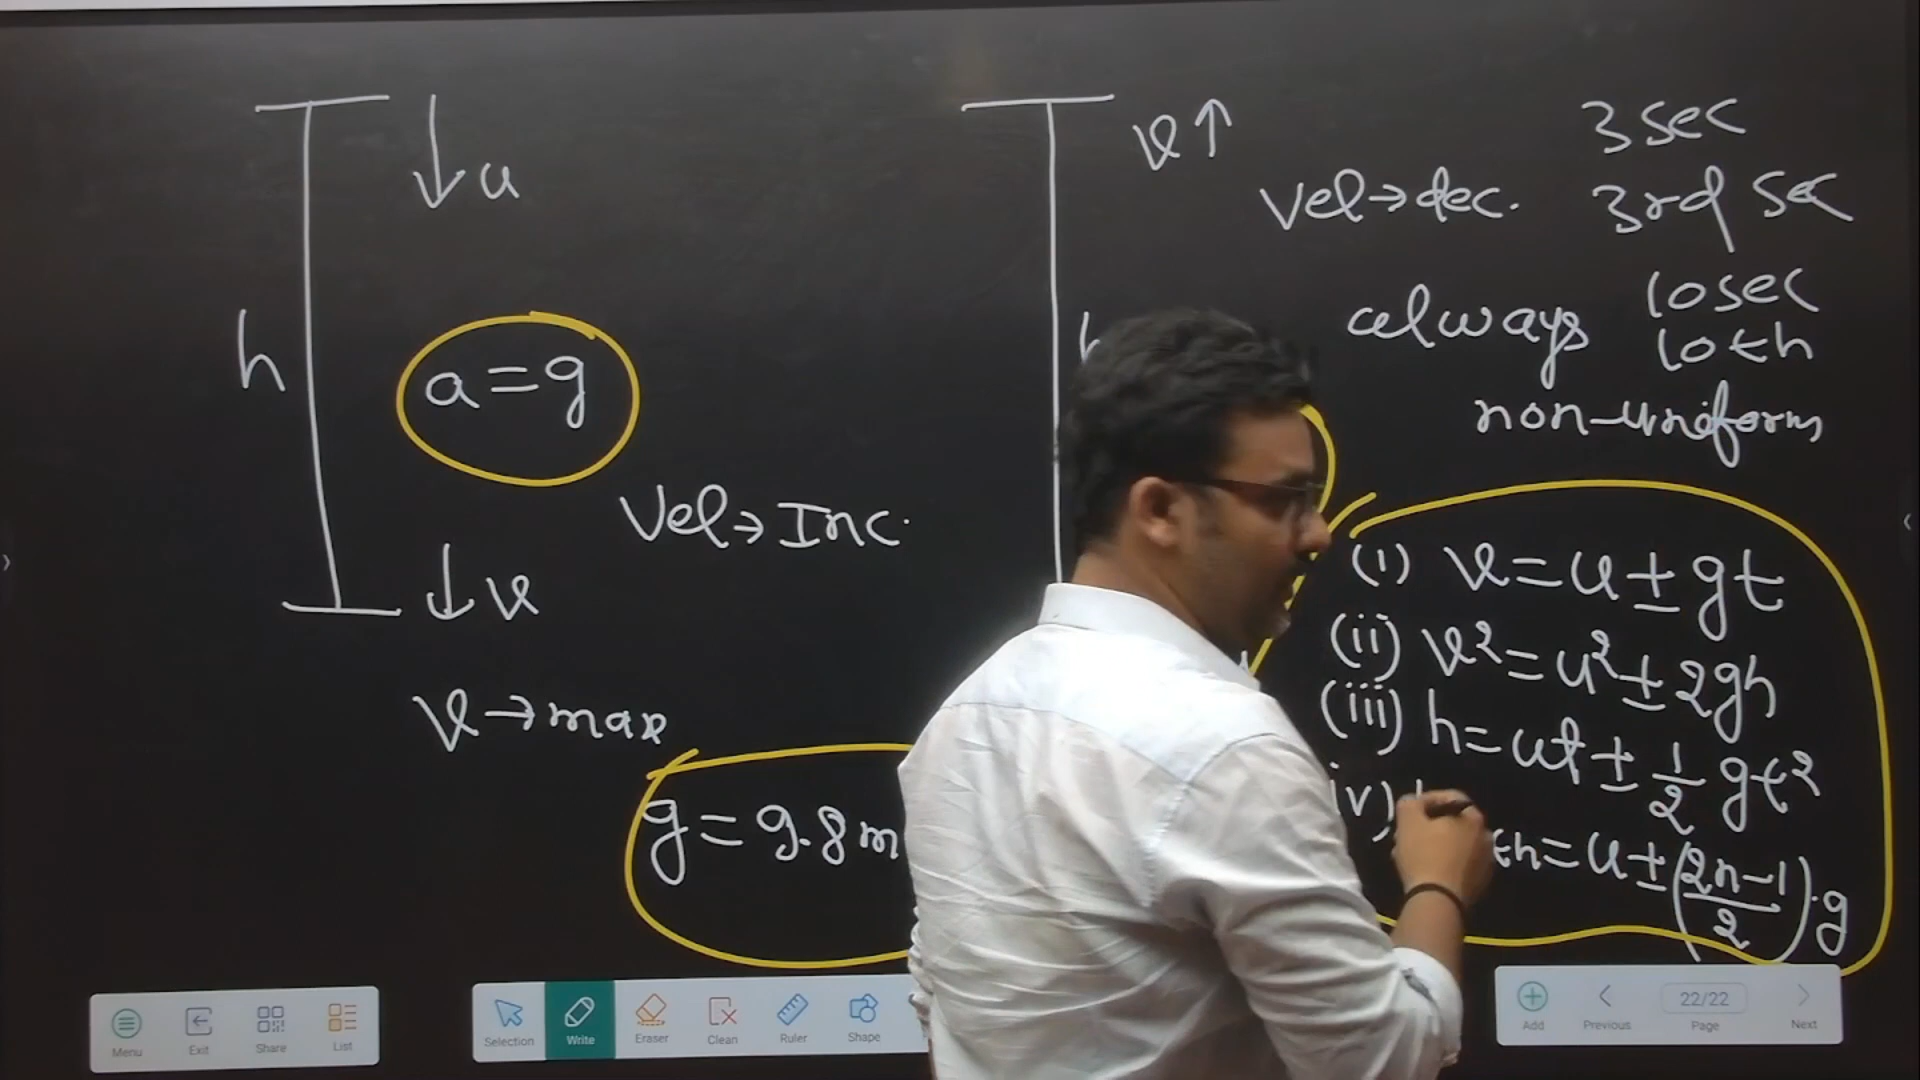 ↓u
h
a=g
Vel→Inc.
↓v
v→max
g=9.8m
v↑
Vel→dec.
3sec
3rd sec
always
10sec
10th
non-uniform
(i) v=u±gt
(ii) v²=u²±2gh
(iii) h=ut±1/2 gt²
iv)
th=u±(2n-1/2).g
Menu
Exit
Share
List
Selection
Write
Eraser
Clean
Ruler
Shape
Add
Previous
22/22
Page
Next